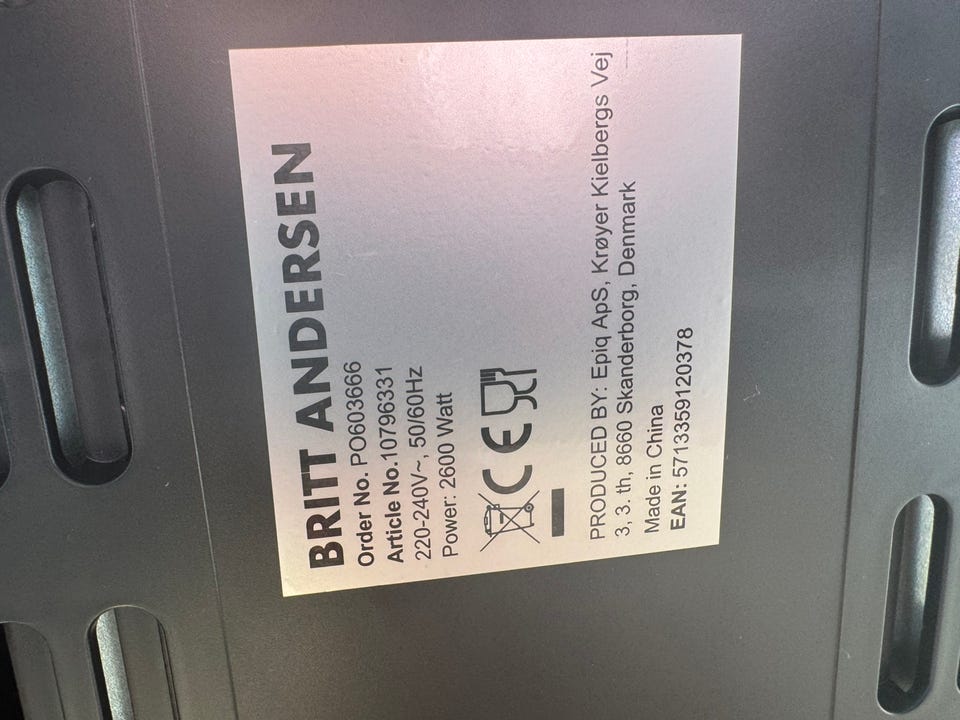 BRITT ANDERSEN
Order No. PO603666
Article No.10796331
220-240V~, 50/60Hz
Power: 2600 Watt
CE
PRODUCED BY: Epiq ApS, Krøyer Kielbergs Vej
3, 3. th, 8660 Skanderborg, Denmark
Made in China
EAN: 5713359120378